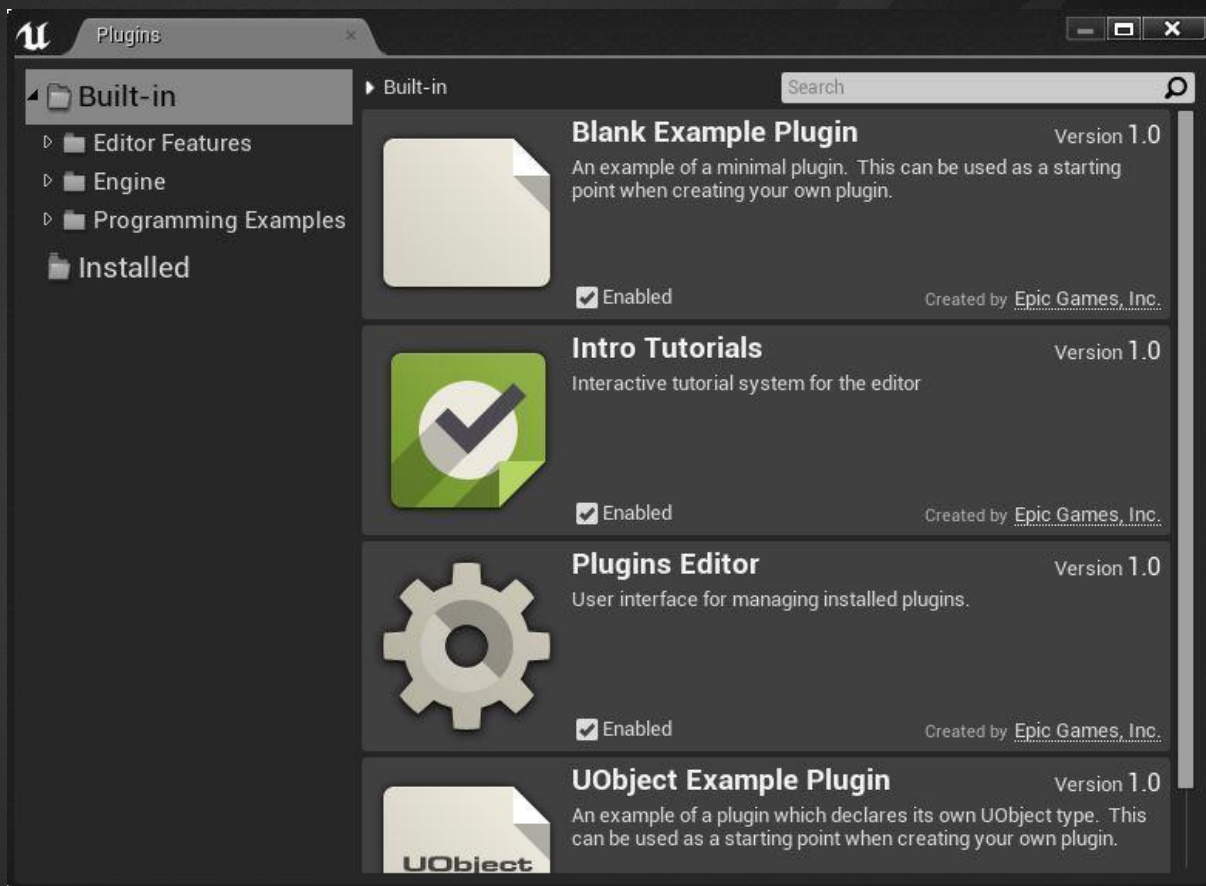 Plugins
Built-in
Editor Features
Engine
Programming Examples
Installed
Built-in
Search
Blank Example Plugin
Version 1.0
An example of a minimal plugin. This can be used as a starting
point when creating your own plugin.
Enabled
Created by Epic Games, Inc.
Intro Tutorials
Version 1.0
Interactive tutorial system for the editor
Enabled
Created by Epic Games, Inc.
Plugins Editor
Version 1.0
User interface for managing installed plugins.
Enabled
Created by Epic Games, Inc.
UObject Example Plugin
Version 1.0
An example of a plugin which declares its own UObject type. This
can be used as a starting point when creating your own plugin.
UObject